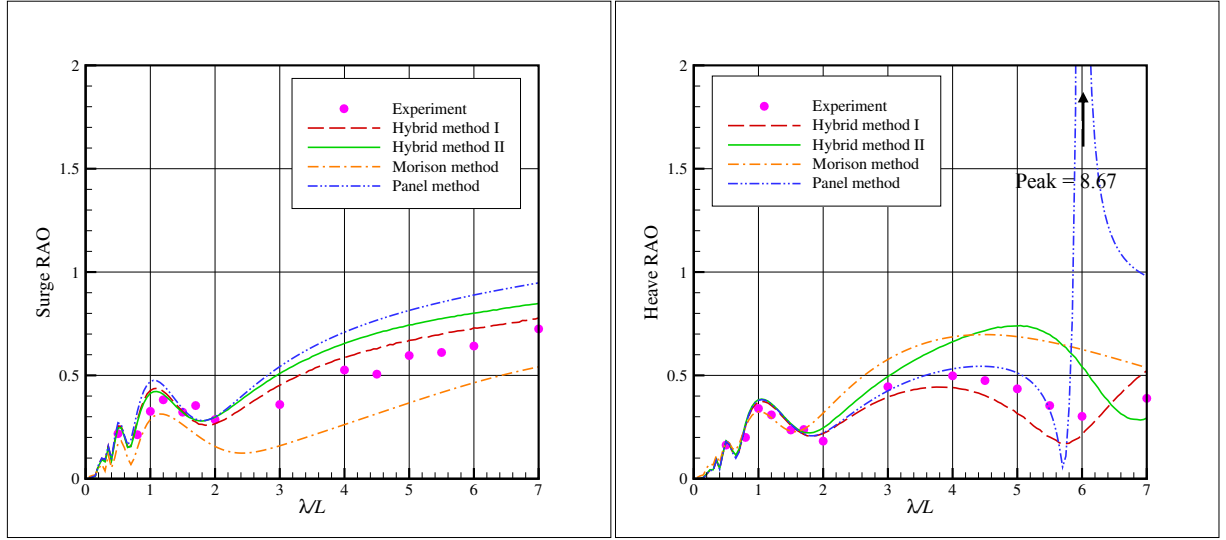 2
1.5
1
0.5
0
Surge RAO
Experiment
Hybrid method I
Hybrid method II
Morison method
Panel method
0 1 2 3 4 5 6 7
λ/L
2
1.5
1
0.5
0
Heave RAO
Experiment
Hybrid method I
Hybrid method II
Morison method
Panel method
Peak = 8.67
0 1 2 3 4 5 6 7
λ/L